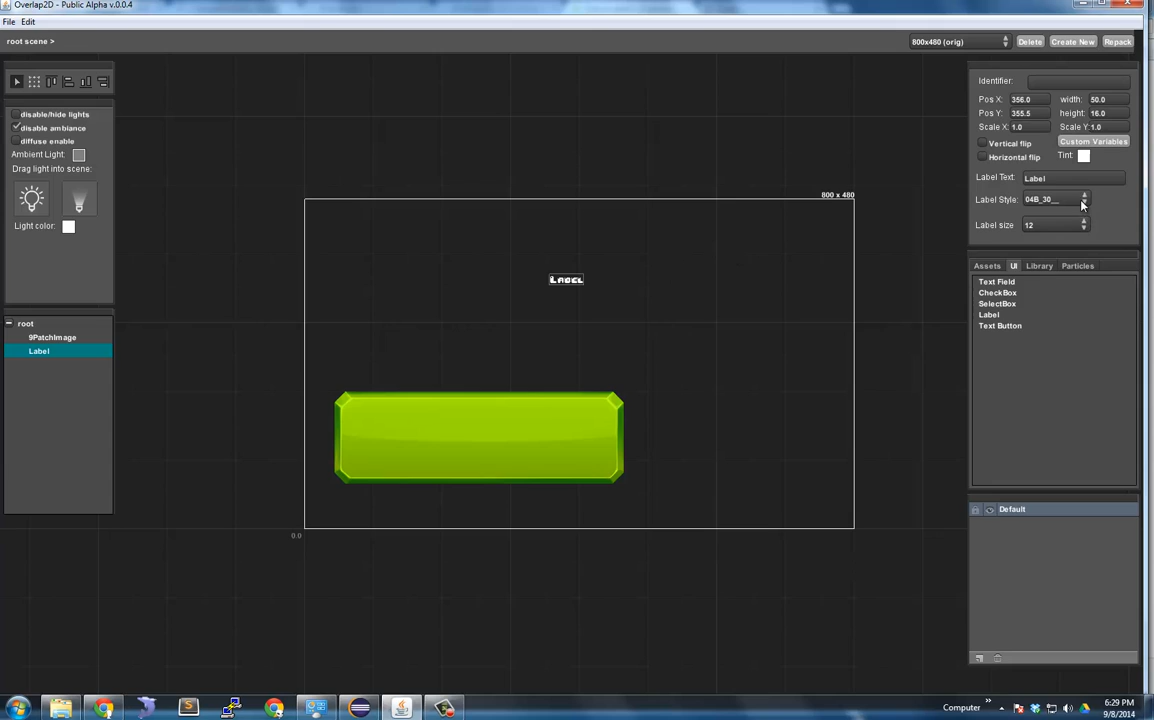 Overlap2D - Public Alpha v.0.0.4
File Edit
root scene > 800x480 (orig) Delete Create New Repack
disable/hide lights
disable ambiance
diffuse enable
Ambient Light:
Drag light into scene:
Light color:
root
9PatchImage
Label
800 x 480
LABEL
0.0
Identifier:
Pos X: 356.0 width: 50.0
Pos Y: 355.5 height: 16.0
Scale X: 1.0 Scale Y: 1.0
Vertical flip Custom Variables
Horizontal flip Tint:
Label Text: Label
Label Style: 04B_30__
Label size 12
Assets UI Library Particles
Text Field
CheckBox
SelectBox
Label
Text Button
Default
Computer »
6:29 PM
9/8/2014